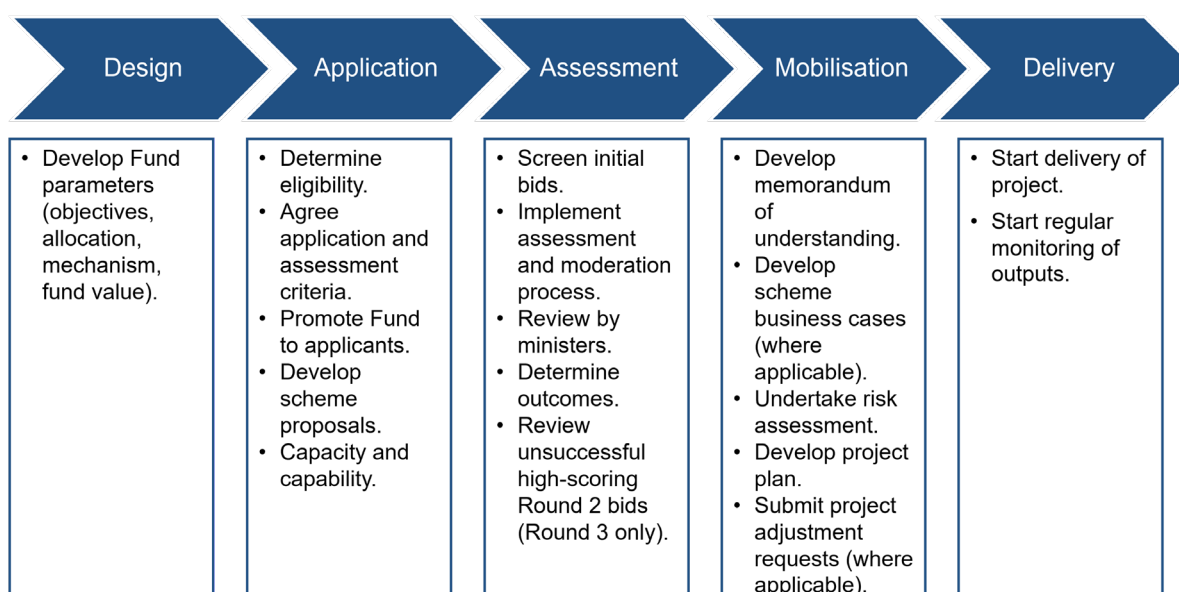 Design
Application
Assessment
Mobilisation
Delivery
• Develop Fund
parameters
(objectives,
allocation,
mechanism,
fund value).
• Determine
eligibility.
• Agree
application and
assessment
criteria.
• Promote Fund
to applicants.
• Develop
scheme
proposals.
• Capacity and
capability.
• Screen initial
bids.
• Implement
assessment
and moderation
process.
• Review by
ministers.
• Determine
outcomes.
• Review
unsuccessful
high-scoring
Round 2 bids
(Round 3 only).
• Develop
memorandum
of
understanding.
• Develop
scheme
business cases
(where
applicable).
• Undertake risk
assessment.
• Develop project
plan.
• Submit project
adjustment
requests (where
applicable).
• Start delivery of
project.
• Start regular
monitoring of
outputs.